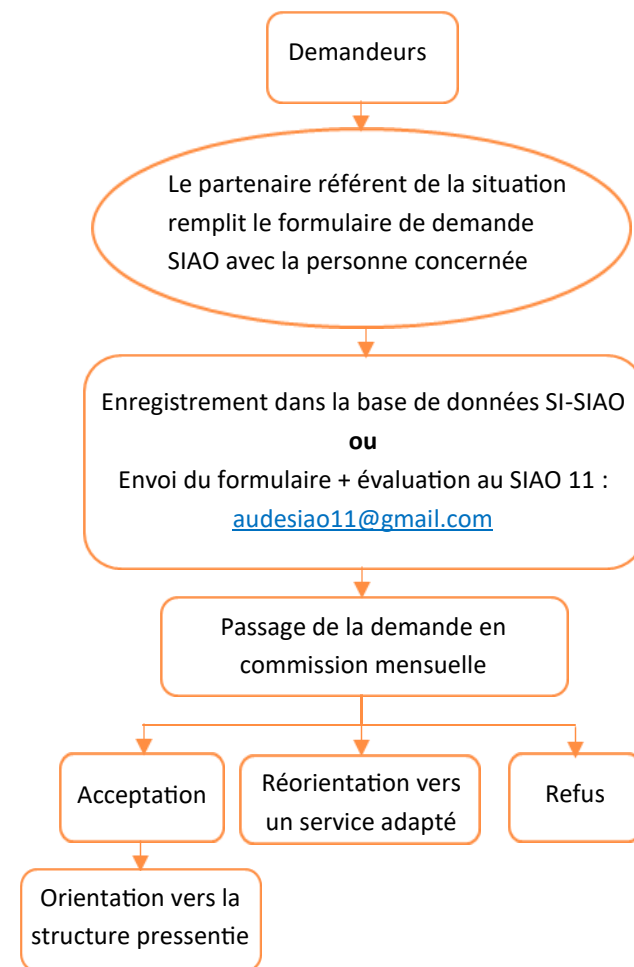 Demandeurs
Le partenaire référent de la situation
remplit le formulaire de demande
SIAO avec la personne concernée
Enregistrement dans la base de données SI-SIAO
ou
Envoi du formulaire + évaluation au SIAO 11 :
audesiao11@gmail.com
Passage de la demande en
commission mensuelle
Acceptation
Réorientation vers
un service adapté
Refus
Orientation vers la
structure pressentie